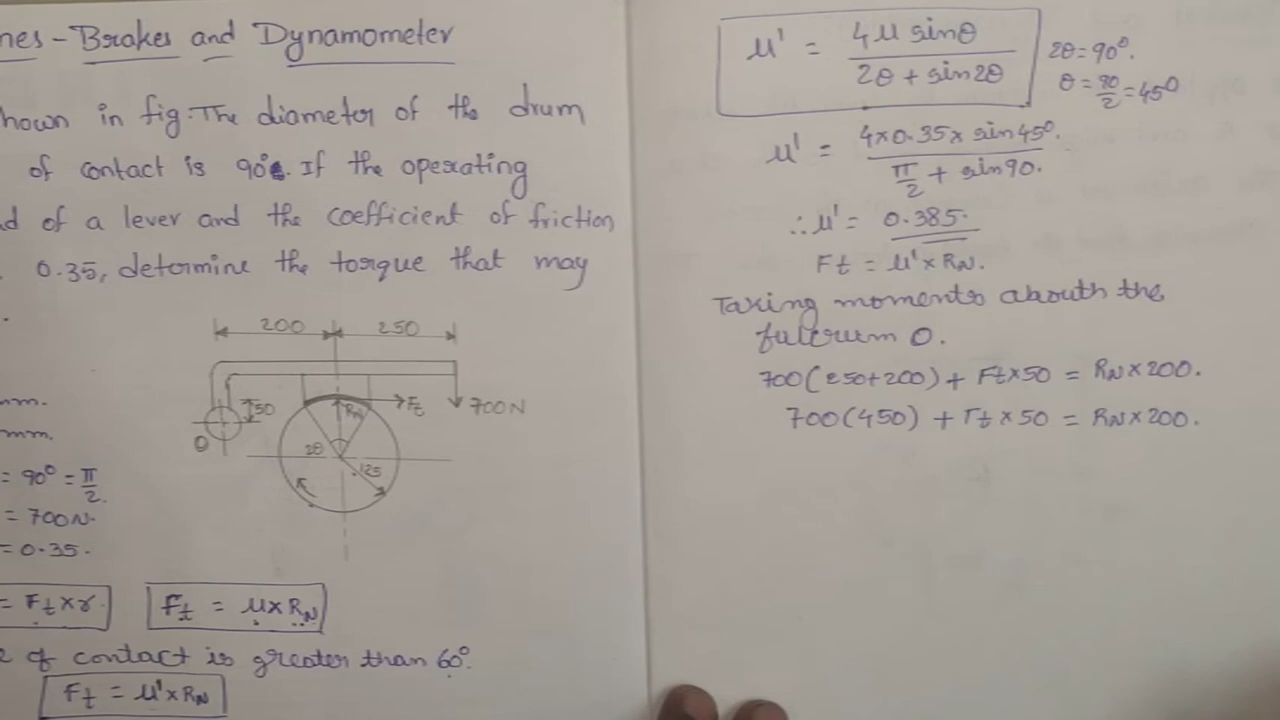 nes - Brakes and Dynamometer
hown in fig. The diameter of the drum
of contact is 90°. If the operating
d of a lever and the coefficient of friction
0.35, determine the torque that may
.
200 250
50
RN
Ft
700N
O
2θ
125
mm.
mm.
= 90° = π/2.
= 700N.
= 0.35.
= Ft×r. Ft = μ×RN
e of contact is greater than 60°.
Ft = μ'×RN
μ' = 4μ sinθ / 2θ + sin2θ
2θ = 90°.
θ = 90/2 = 45°
μ' = 4×0.35×sin45°. / π/2 + sin90.
∴ μ' = 0.385.
Ft = μ'×RN.
Taking moments abouth the
fulcrum O.
700(250+200) + Ft×50 = RN×200.
700(450) + Ft×50 = RN×200.